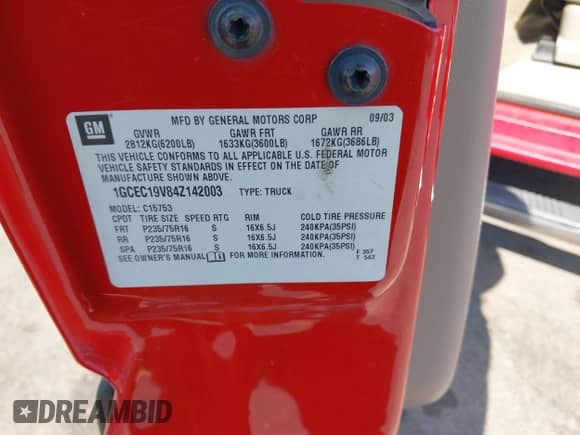 GM
MFD BY GENERAL MOTORS CORP 09/03
GVWR GAWR FRT GAWR RR
2812KG(6200LB) 1633KG(3600LB) 1672KG(3686LB)
THIS VEHICLE CONFORMS TO ALL APPLICABLE U.S. FEDERAL MOTOR
VEHICLE SAFETY STANDARDS IN EFFECT ON THE DATE OF
MANUFACTURE SHOWN ABOVE.
1GCEC19V84Z142003 TYPE: TRUCK
MODEL: C15753
CPDT TIRE SIZE SPEED RTG RIM COLD TIRE PRESSURE
FRT P235/75R16 S 16X6.5J 240KPA(35PSI)
RR P235/75R16 S 16X6.5J 240KPA(35PSI)
SPA P235/75R16 S 16X6.5J 240KPA(35PSI)
SEE OWNER'S MANUAL FOR MORE INFORMATION.
F 357
T 543
DREAMBID